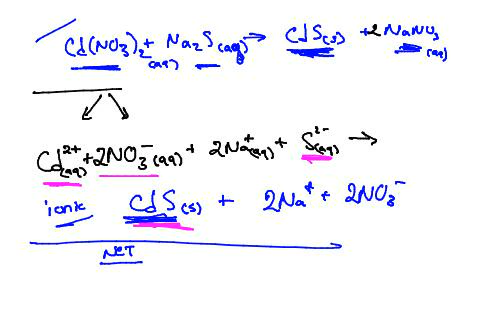 Cd(NO3)2(aq) + Na2S(aq) → CdS(s) + 2NaNO3(aq)
Cd2+(aq) + 2NO3-(aq) + 2Na+(aq) + S2-(aq) →
ionic CdS(s) + 2Na+ + 2NO3-
NET